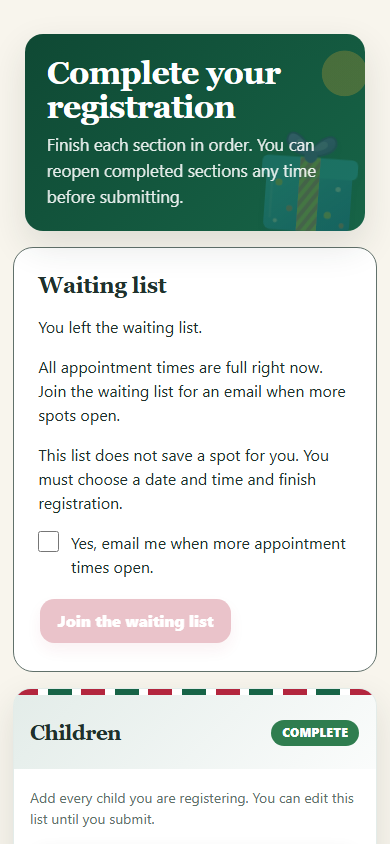 Complete your
registration
Finish each section in order. You can
reopen completed sections any time
before submitting.
Waiting list
You left the waiting list.
All appointment times are full right now.
Join the waiting list for an email when more
spots open.
This list does not save a spot for you. You
must choose a date and time and finish
registration.
Yes, email me when more appointment
times open.
Join the waiting list
Children
COMPLETE
Add every child you are registering. You can edit this
list until you submit.